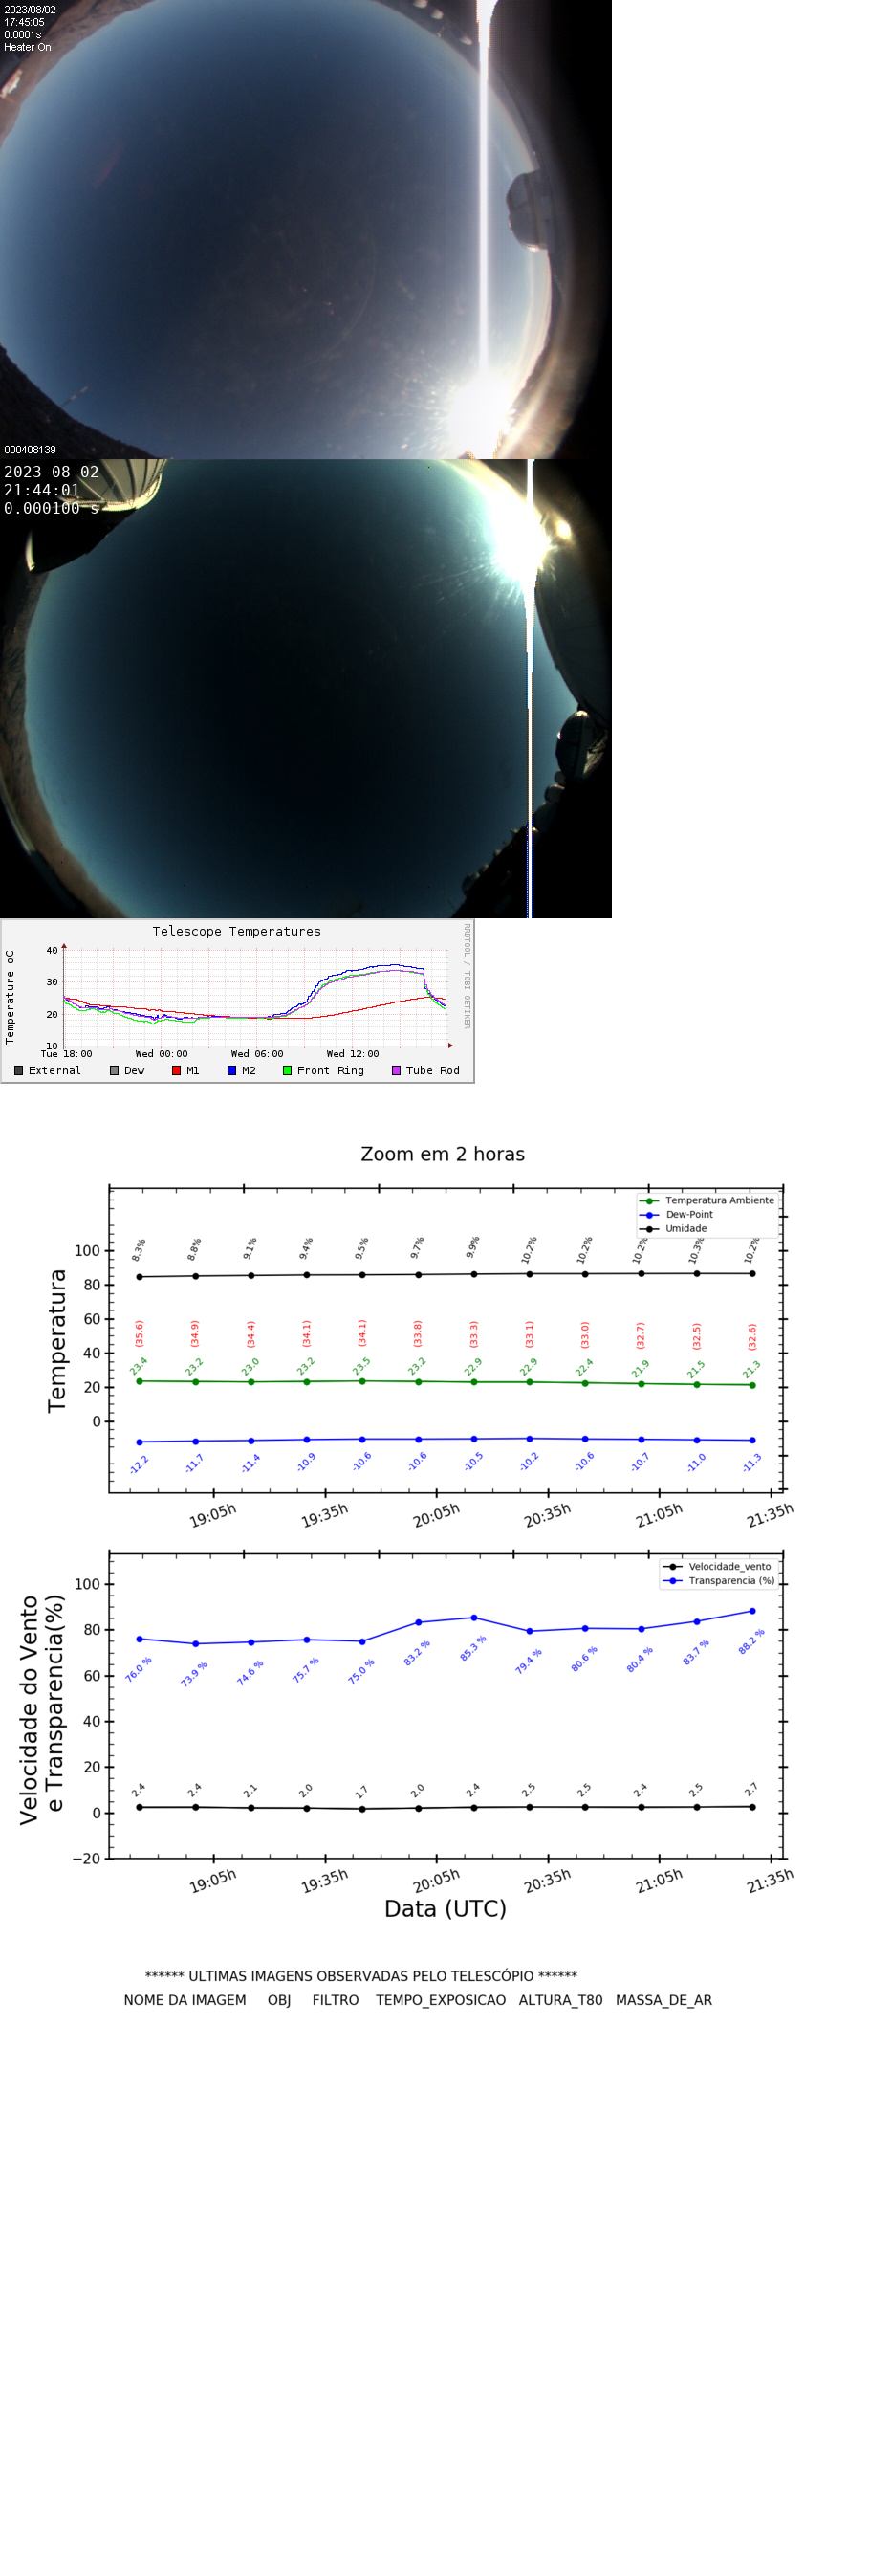 2023/08/02
17:45:05
0.0001s
Heater On
000408139
2023-08-02
21:44:01
0.000100 s
Telescope Temperatures
Temperature oC
RRDTOOL / TOBI OETIKER
40
30
20
10
Tue 18:00 Wed 00:00 Wed 06:00 Wed 12:00
External Dew M1 M2 Front Ring Tube Rod
Zoom em 2 horas
Temperatura
Temperatura Ambiente
Dew-Point
Umidade
100
80
60
40
20
0
8.3% 8.8% 9.1% 9.4% 9.5% 9.7% 9.9% 10.2% 10.2% 10.2% 10.3% 10.2%
(35.6) (34.9) (34.4) (34.1) (34.1) (33.8) (33.3) (33.1) (33.0) (32.7) (32.5) (32.6)
23.4 23.2 23.0 23.2 23.5 23.2 22.9 22.9 22.4 21.9 21.5 21.3
-12.2 -11.7 -11.4 -10.9 -10.6 -10.6 -10.5 -10.2 -10.6 -10.7 -11.0 -11.3
19:05h 19:35h 20:05h 20:35h 21:05h 21:35h
Velocidade do Vento
e Transparencia(%)
Velocidade_vento
Transparencia (%)
100
80
60
40
20
0
−20
76.0 % 73.9 % 74.6 % 75.7 % 75.0 % 83.2 % 85.3 % 79.4 % 80.6 % 80.4 % 83.7 % 88.2 %
2.4 2.4 2.1 2.0 1.7 2.0 2.4 2.5 2.5 2.4 2.5 2.7
19:05h 19:35h 20:05h 20:35h 21:05h 21:35h
Data (UTC)
****** ULTIMAS IMAGENS OBSERVADAS PELO TELESCÓPIO ******
NOME DA IMAGEM OBJ FILTRO TEMPO_EXPOSICAO ALTURA_T80 MASSA_DE_AR